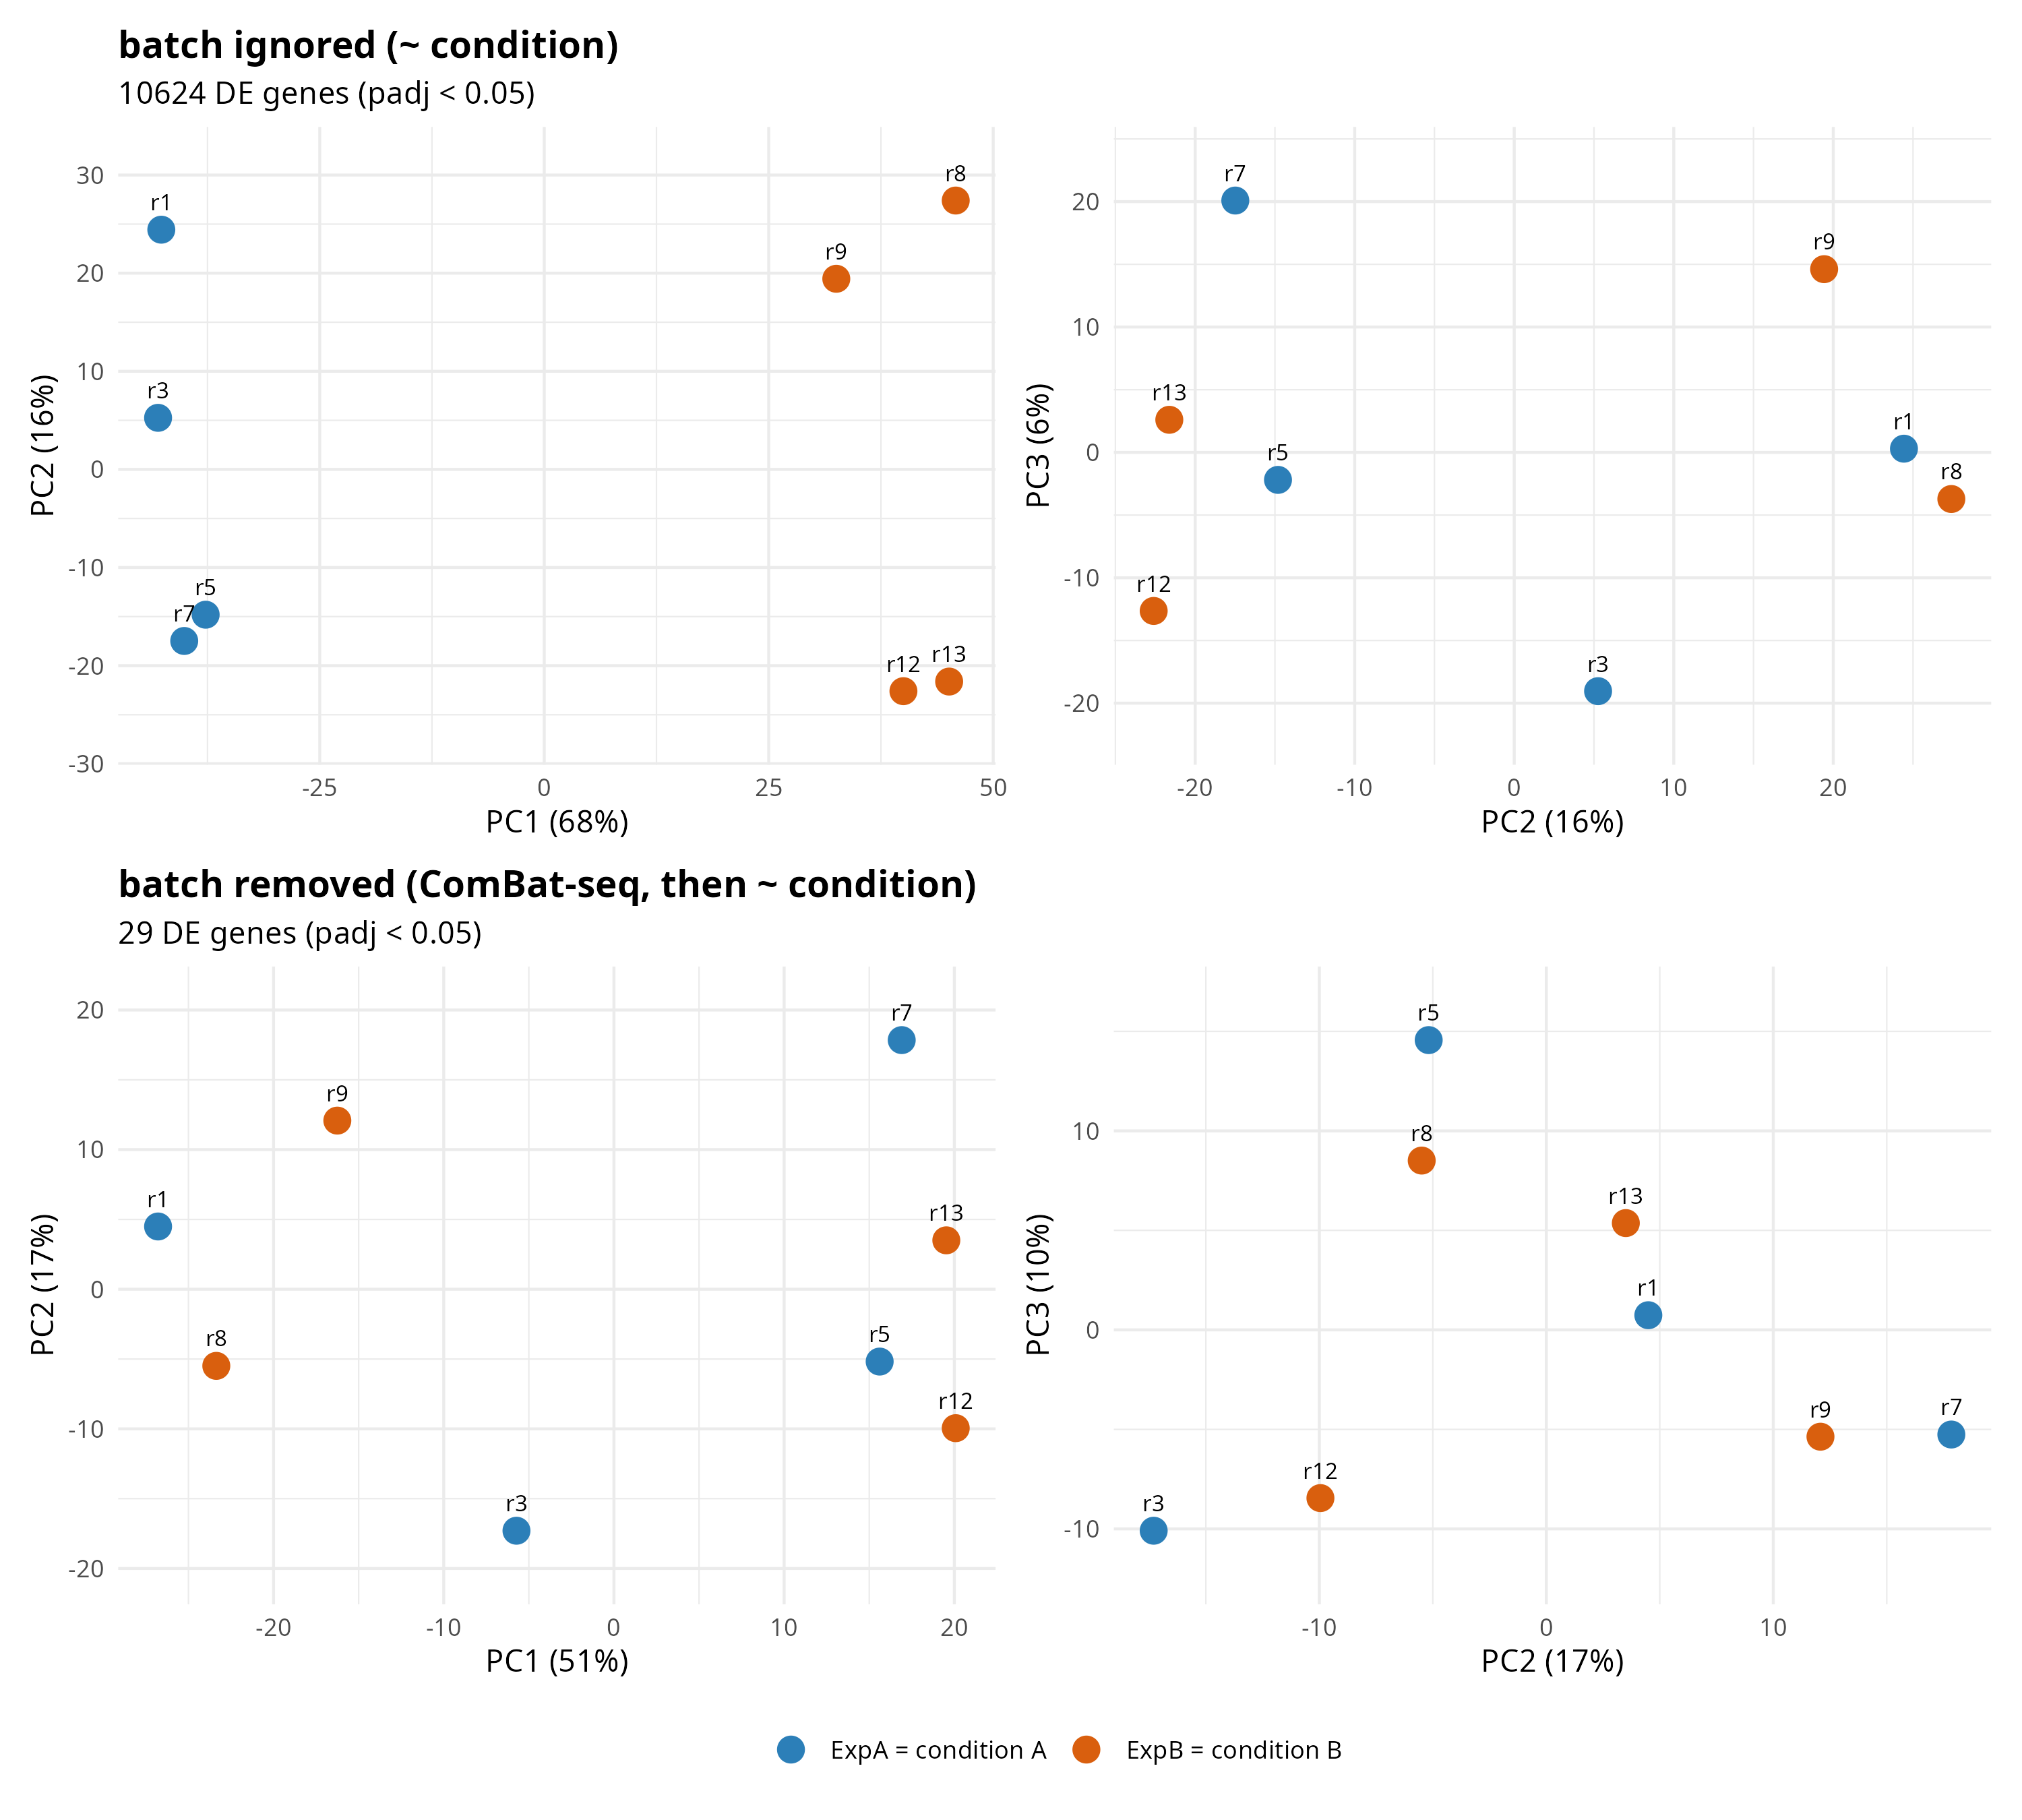 batch ignored (~ condition)
10624 DE genes (padj < 0.05)
r1
r3
r5
r7
r8
r9
r12
r13
30
20
10
0
-10
-20
-30
PC2 (16%)
-25
0
25
50
PC1 (68%)
r7
r9
r13
r5
r1
r8
r12
r3
20
10
0
-10
-20
PC3 (6%)
-20
-10
0
10
20
PC2 (16%)
batch removed (ComBat-seq, then ~ condition)
29 DE genes (padj < 0.05)
r7
r9
r1
r13
r8
r5
r12
r3
20
10
0
-10
-20
PC2 (17%)
-20
-10
0
10
20
PC1 (51%)
r5
r8
r13
r1
r9
r7
r12
r3
10
0
-10
PC3 (10%)
-10
0
10
PC2 (17%)
ExpA = condition A
ExpB = condition B